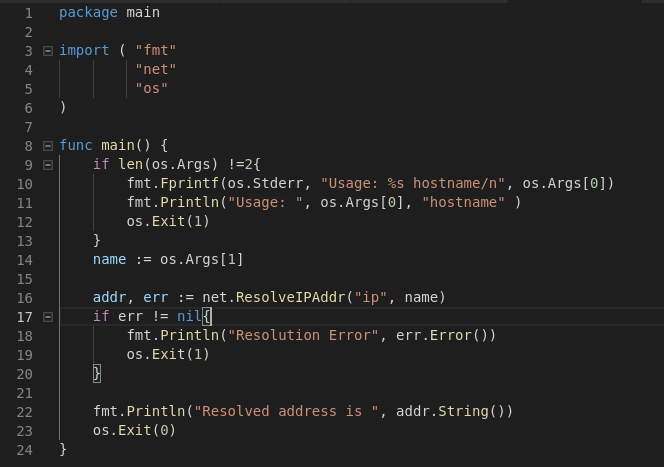 1 package main
2
3 import ( "fmt"
4 "net"
5 "os"
6 )
7
8 func main() {
9 if len(os.Args) !=2{
10 fmt.Fprintf(os.Stderr, "Usage: %s hostname/n", os.Args[0])
11 fmt.Println("Usage: ", os.Args[0], "hostname" )
12 os.Exit(1)
13 }
14 name := os.Args[1]
15
16 addr, err := net.ResolveIPAddr("ip", name)
17 if err != nil{
18 fmt.Println("Resolution Error", err.Error())
19 os.Exit(1)
20 }
21
22 fmt.Println("Resolved address is ", addr.String())
23 os.Exit(0)
24 }